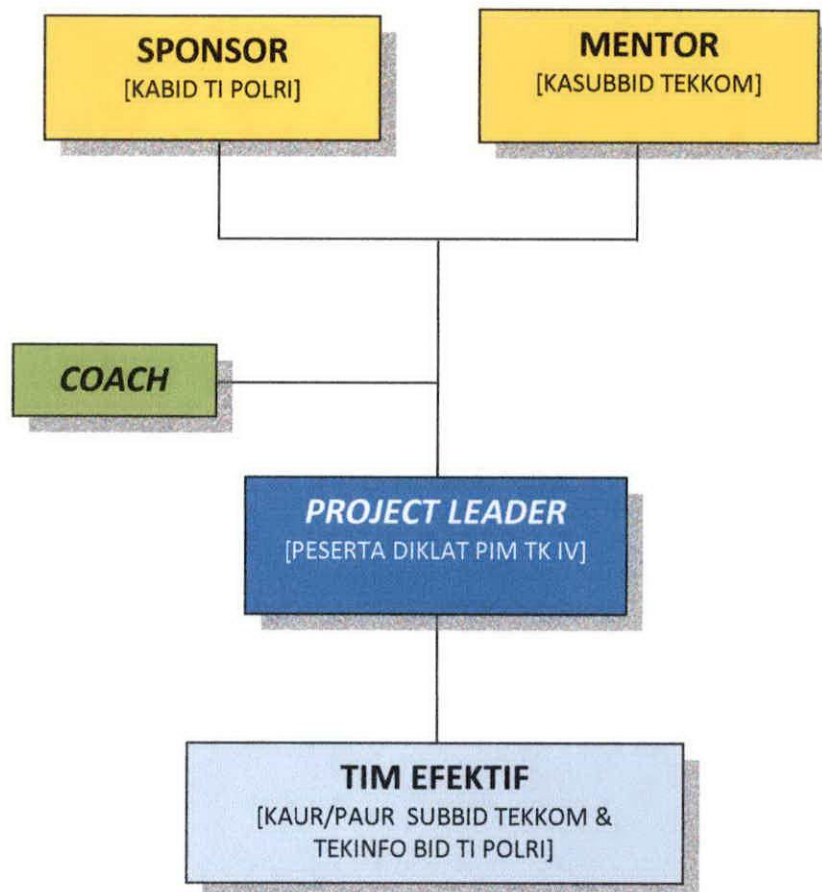 SPONSOR
[KABID TI POLRI]
MENTOR
[KASUBBID TEKKOM]
COACH
PROJECT LEADER
[PESERTA DIKLAT PIM TK IV]
TIM EFEKTIF
[KAUR/PAUR SUBBID TEKKOM &
TEKINFO BID TI POLRI]